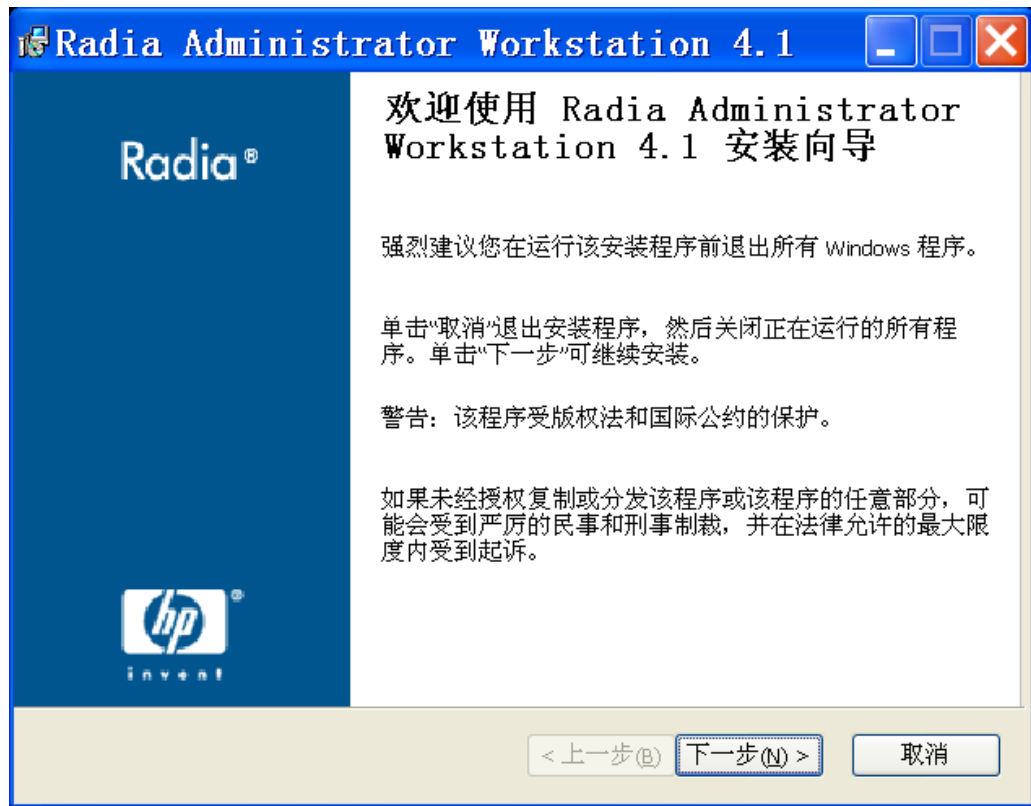 Radia Administrator Workstation 4.1
Radia®
欢迎使用 Radia Administrator
Workstation 4.1 安装向导
强烈建议您在运行该安装程序前退出所有 Windows 程序。
单击“取消”退出安装程序，然后关闭正在运行的所有程
序。单击“下一步”可继续安装。
警告：该程序受版权法和国际公约的保护。
如果未经授权复制或分发该程序或该程序的任意部分，可
能会受到严厉的民事和刑事制裁，并在法律允许的最大限
度内受到起诉。
hp®
invent
< 上一步(B)
下一步(N) >
取消